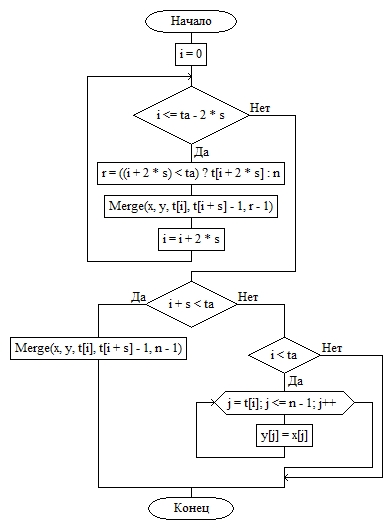 Начало
i = 0
i <= ta - 2 * s
Нет
Да
r = ((i + 2 * s) < ta) ? t[i + 2 * s] : n
Merge(x, y, t[i], t[i + s] - 1, r - 1)
i = i + 2 * s
Да
i + s < ta
Нет
Merge(x, y, t[i], t[i + s] - 1, n - 1)
i < ta
Нет
Да
j = t[i]; j <= n - 1; j++
y[j] = x[j]
Конец